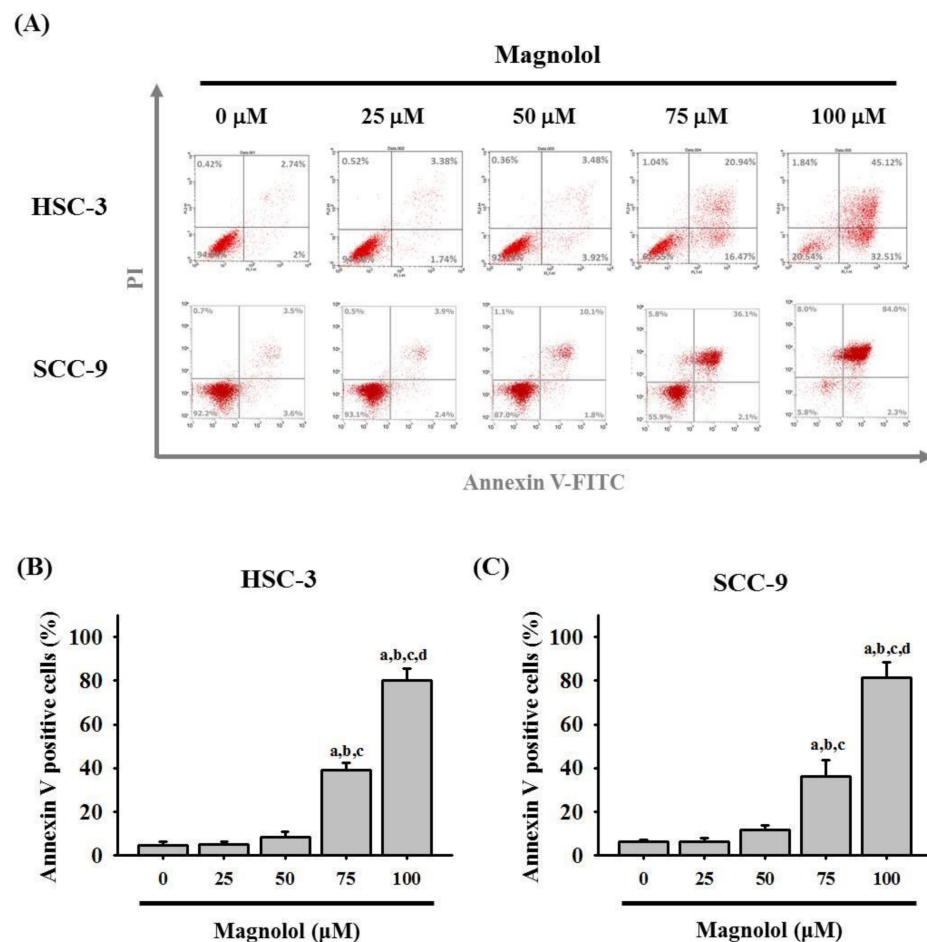 (A)
Magnolol
0 μM 25 μM 50 μM 75 μM 100 μM
HSC-3
0.42% 2.74%
2%
0.52% 3.38%
1.74%
0.36% 3.48%
3.92%
1.04% 20.94%
16.47%
1.84% 45.12%
20.54% 32.51%
PI
SCC-9
0.7% 3.5%
92.2% 3.6%
0.5% 3.9%
93.1% 2.4%
1.1% 10.1%
87.0% 1.8%
5.8% 36.1%
55.9% 2.1%
8.0% 84.0%
5.8% 2.3%
Annexin V-FITC
(B)
HSC-3
Annexin V positive cells (%)
100
80
60
40
20
0
a,b,c
a,b,c,d
0 25 50 75 100
Magnolol (μM)
(C)
SCC-9
Annexin V positive cells (%)
100
80
60
40
20
0
a,b,c
a,b,c,d
0 25 50 75 100
Magnolol (μM)